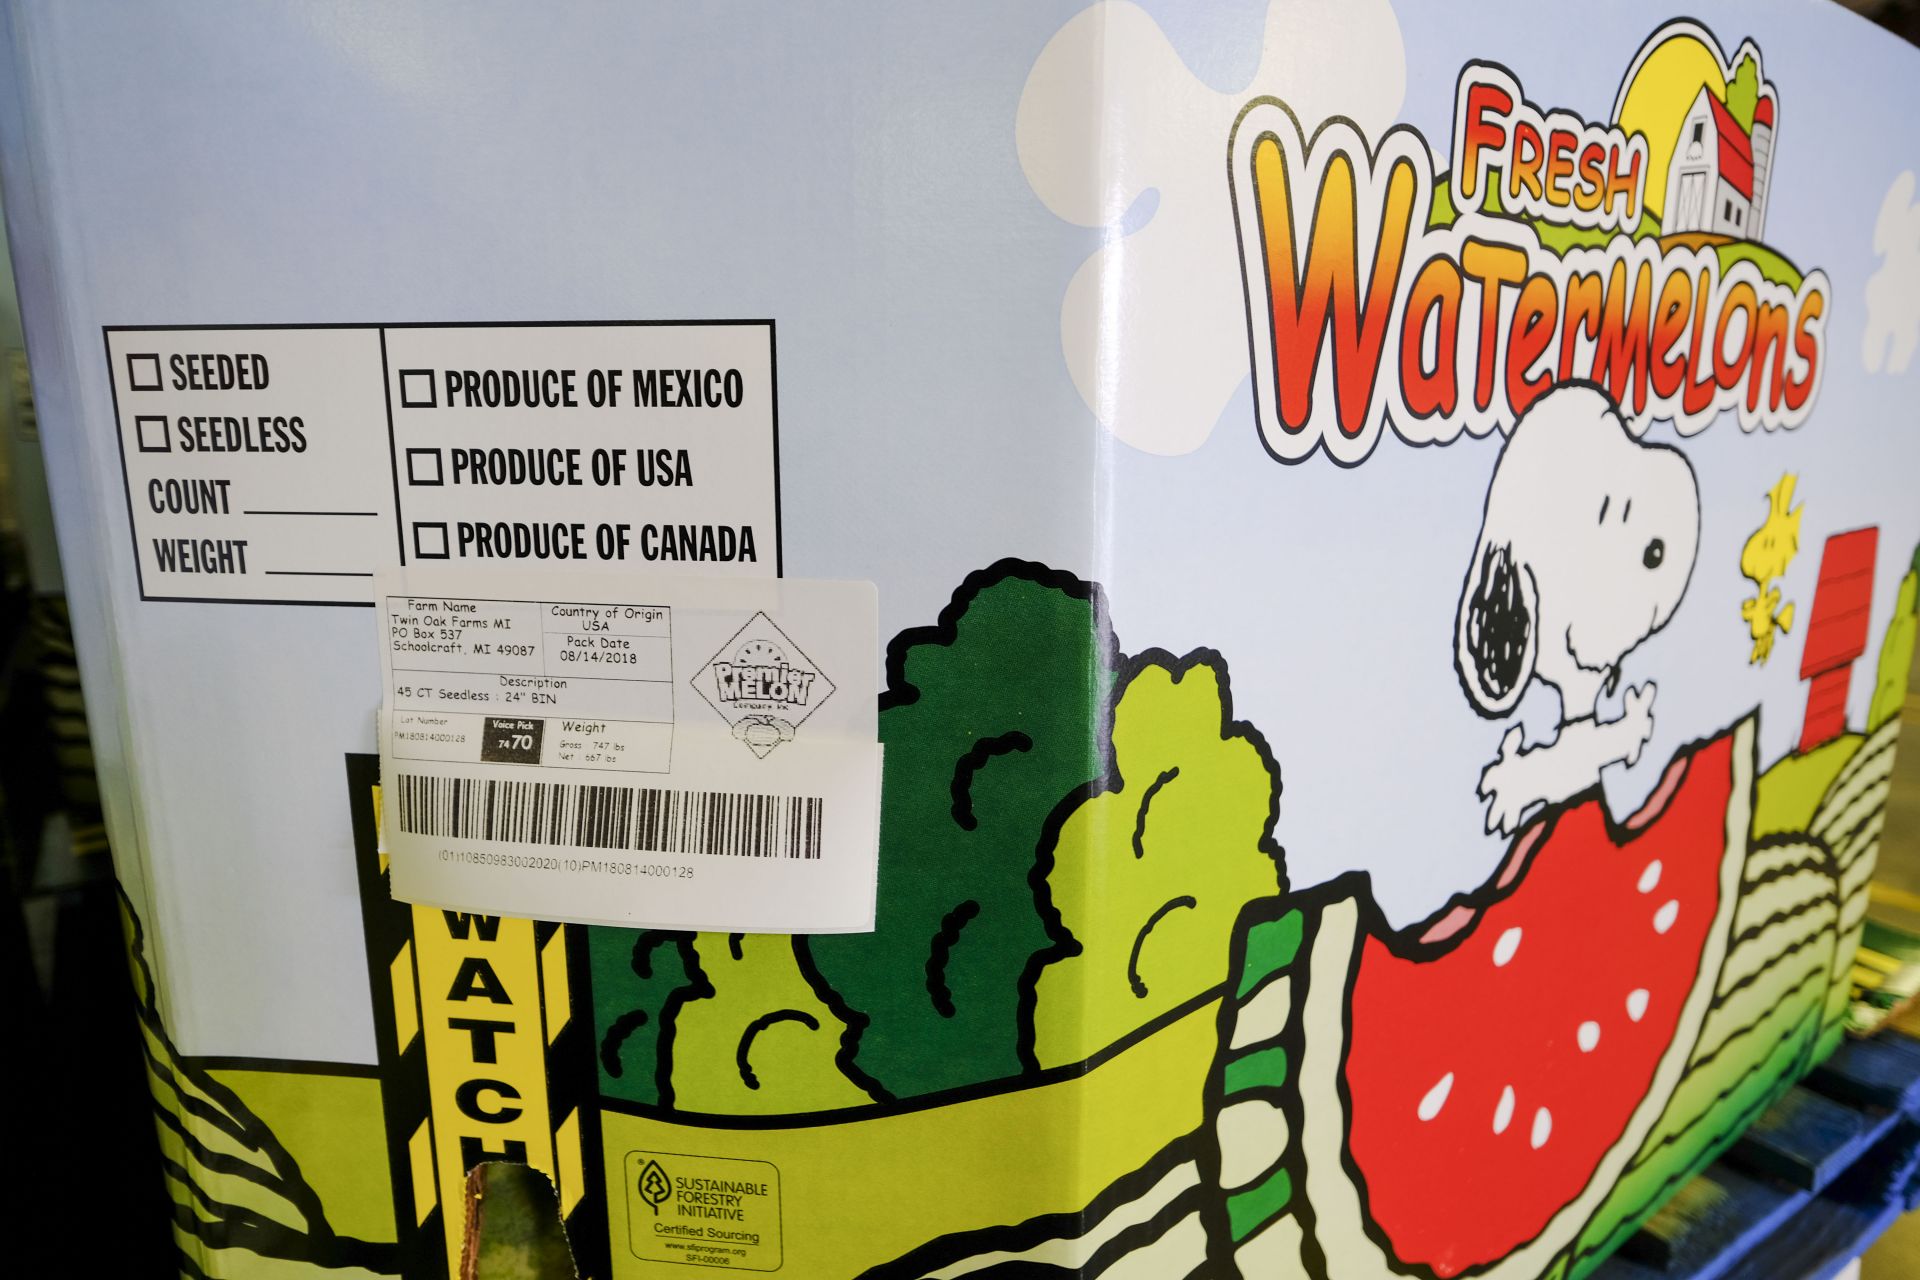 FRESH
WATERMELONS
SEEDED
SEEDLESS
COUNT
WEIGHT
PRODUCE OF MEXICO
PRODUCE OF USA
PRODUCE OF CANADA
Farm Name
Twin Oak Farms MI
PO Box 537
Schoolcraft, MI 49087
Country of Origin
USA
Pack Date
08/14/2018
Description
45 CT Seedless : 24" BIN
Lot Number
PM180814000128
Voice Pick
7470
Weight
Gross 747 lbs
Net : 667 lbs
Premier
MELON
(01)10850983002020(10)PM180814000128
WATCH
®
SUSTAINABLE
FORESTRY
INITIATIVE
Certified Sourcing
www.sfiprogram.org
SFI-00006